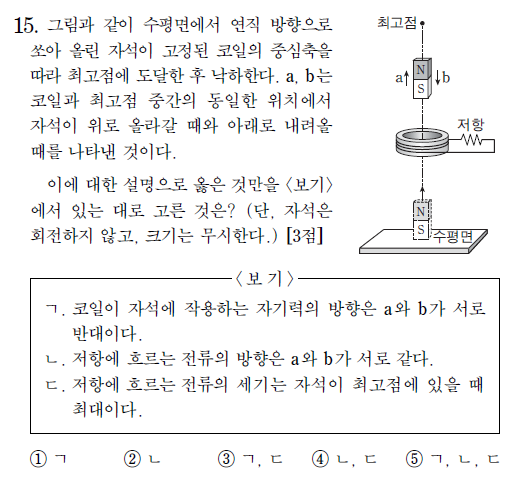 15. 그림과 같이 수평면에서 연직 방향으로
쏘아 올린 자석이 고정된 코일의 중심축을
따라 최고점에 도달한 후 낙하한다. a, b는
코일과 최고점 중간의 동일한 위치에서
자석이 위로 올라갈 때와 아래로 내려올
때를 나타낸 것이다.
이에 대한 설명으로 옳은 것만을 〈보기〉
에서 있는 대로 고른 것은? (단, 자석은
회전하지 않고, 크기는 무시한다.) [3점]
최고점
a
N
S
b
저항
N
S
수평면
〈보 기〉
ㄱ. 코일이 자석에 작용하는 자기력의 방향은 a와 b가 서로
반대이다.
ㄴ. 저항에 흐르는 전류의 방향은 a와 b가 서로 같다.
ㄷ. 저항에 흐르는 전류의 세기는 자석이 최고점에 있을 때
최대이다.
① ㄱ ② ㄴ ③ ㄱ, ㄷ ④ ㄴ, ㄷ ⑤ ㄱ, ㄴ, ㄷ